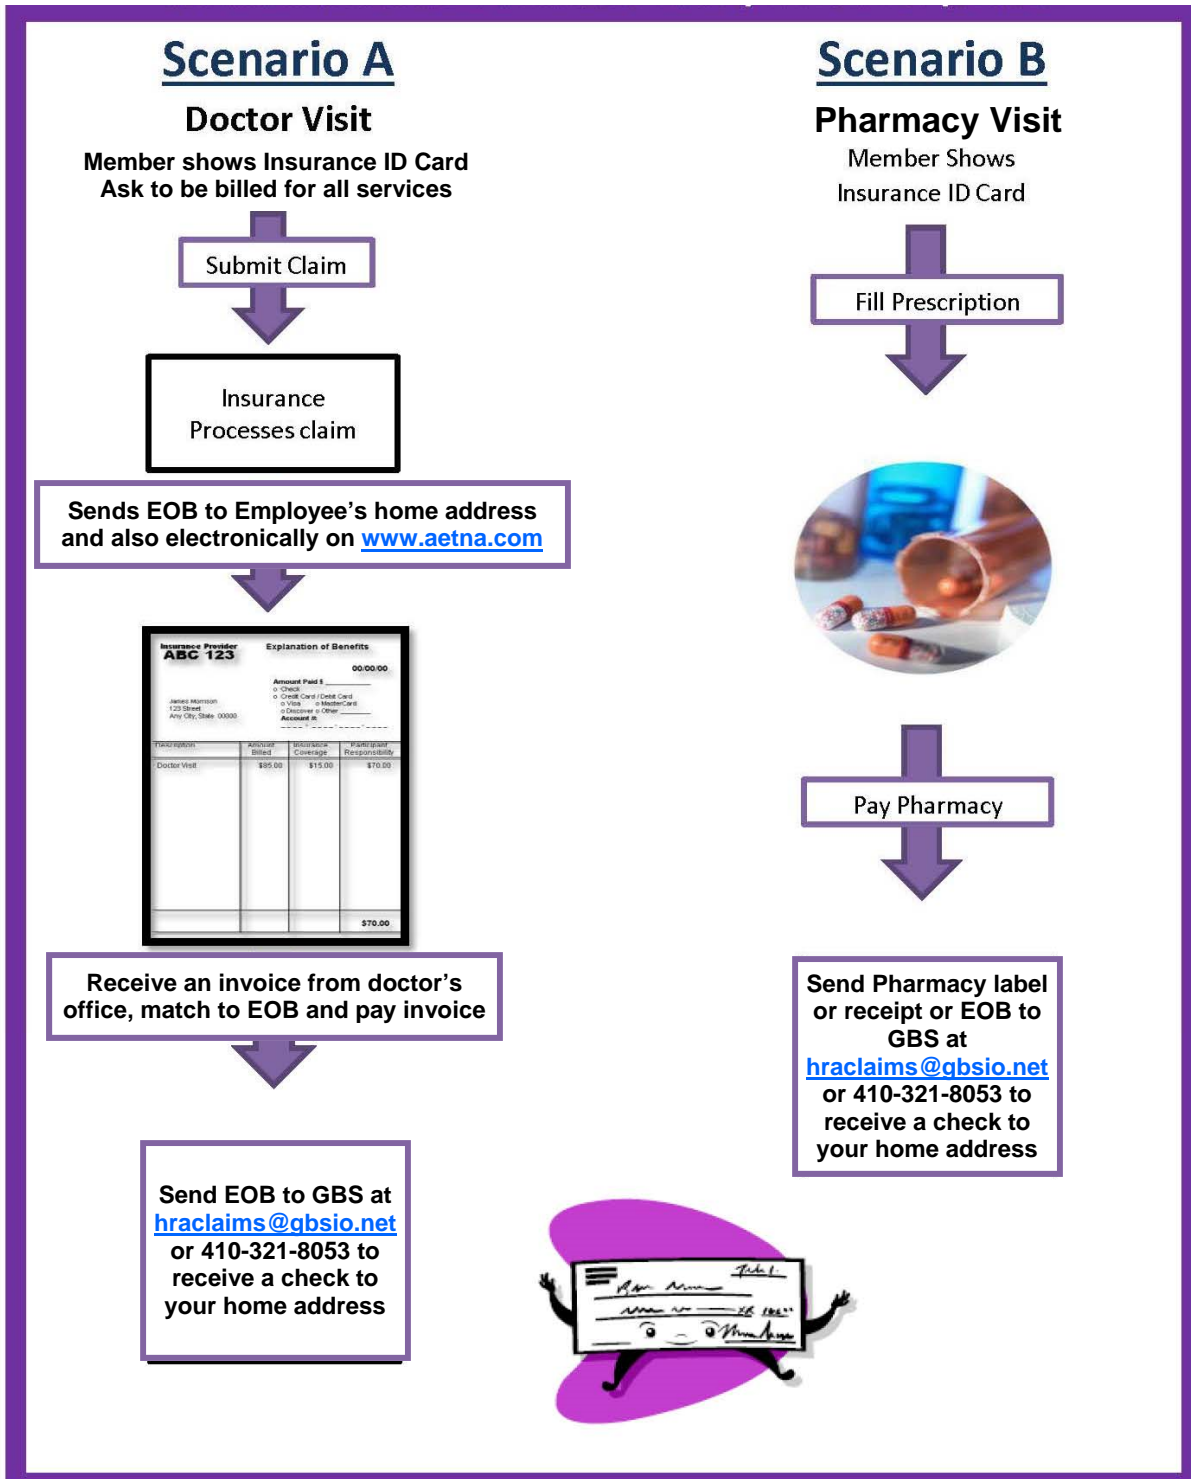 Scenario A
Doctor Visit
Member shows Insurance ID Card
Ask to be billed for all services
Submit Claim
Insurance
Processes claim
Sends EOB to Employee’s home address
and also electronically on www.aetna.com
Insurance Provider
ABC 123
Explanation of Benefits
00/00/00
Amount Paid $
o Check
o Credit Card / Debit Card
o Visa o MasterCard
o Discover o Other
Account #:
James Morrison
123 Street
Any City, State 00000
Description Amount Billed Insurance Coverage Participant Responsibility
Doctor Visit $85.00 $15.00 $70.00
$70.00
Receive an invoice from doctor’s
office, match to EOB and pay invoice
Send EOB to GBS at
hraclaims@gbsio.net
or 410-321-8053 to
receive a check to
your home address
Scenario B
Pharmacy Visit
Member Shows
Insurance ID Card
Fill Prescription
Pay Pharmacy
Send Pharmacy label
or receipt or EOB to
GBS at
hraclaims@gbsio.net
or 410-321-8053 to
receive a check to
your home address